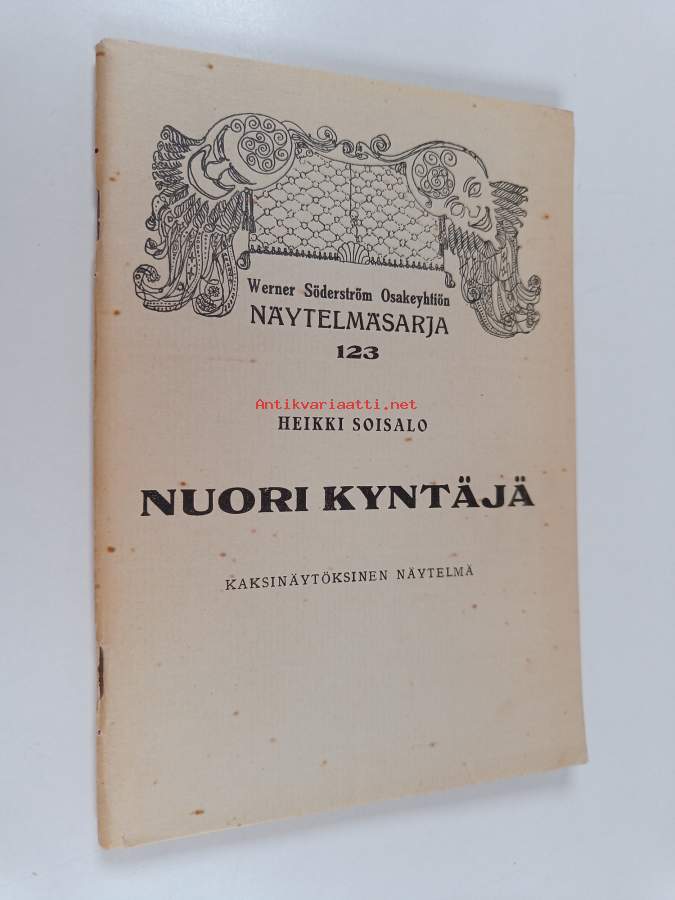 Werner Söderström Osakeyhtiön
NÄYTELMÄSARJA
123
Antikvariaatti.net
HEIKKI SOISALO
NUORI KYNTÄJÄ
KAKSINÄYTÖKSINEN NÄYTELMÄ